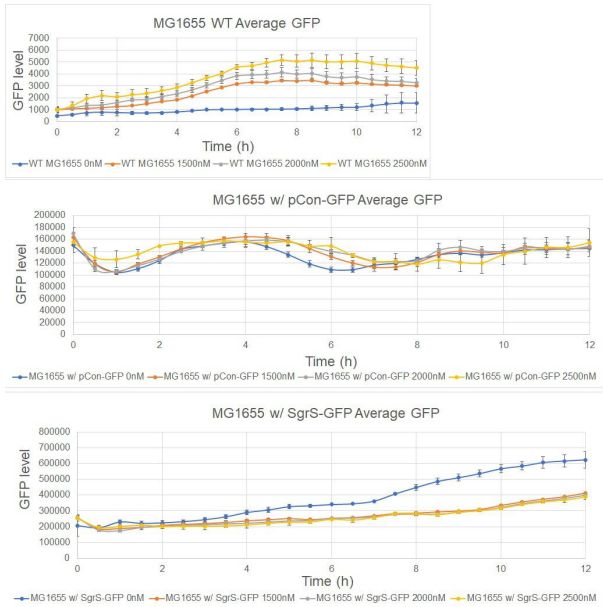 MG1655 WT Average GFP
7000
6000
5000
4000
3000
2000
1000
0
GFP level
0 2 4 6 8 10 12
Time (h)
WT MG1655 0nM WT MG1655 1500nM WT MG1655 2000nM WT MG1655 2500nM
MG1655 w/ pCon-GFP Average GFP
200000
180000
160000
140000
120000
100000
80000
60000
40000
20000
0
GFP level
0 2 4 6 8 10 12
Time (h)
MG1655 w/ pCon-GFP 0nM MG1655 w/ pCon-GFP 1500nM MG1655 w/ pCon-GFP 2000nM MG1655 w/ pCon-GFP 2500nM
MG1655 w/ SgrS-GFP Average GFP
800000
700000
600000
500000
400000
300000
200000
100000
0
GFP level
0 2 4 6 8 10 12
Time (h)
MG1655 w/ SgrS-GFP 0nM MG1655 w/ SgrS-GFP 1500nM MG1655 w/ SgrS-GFP 2000nM MG1655 w/ SgrS-GFP 2500nM